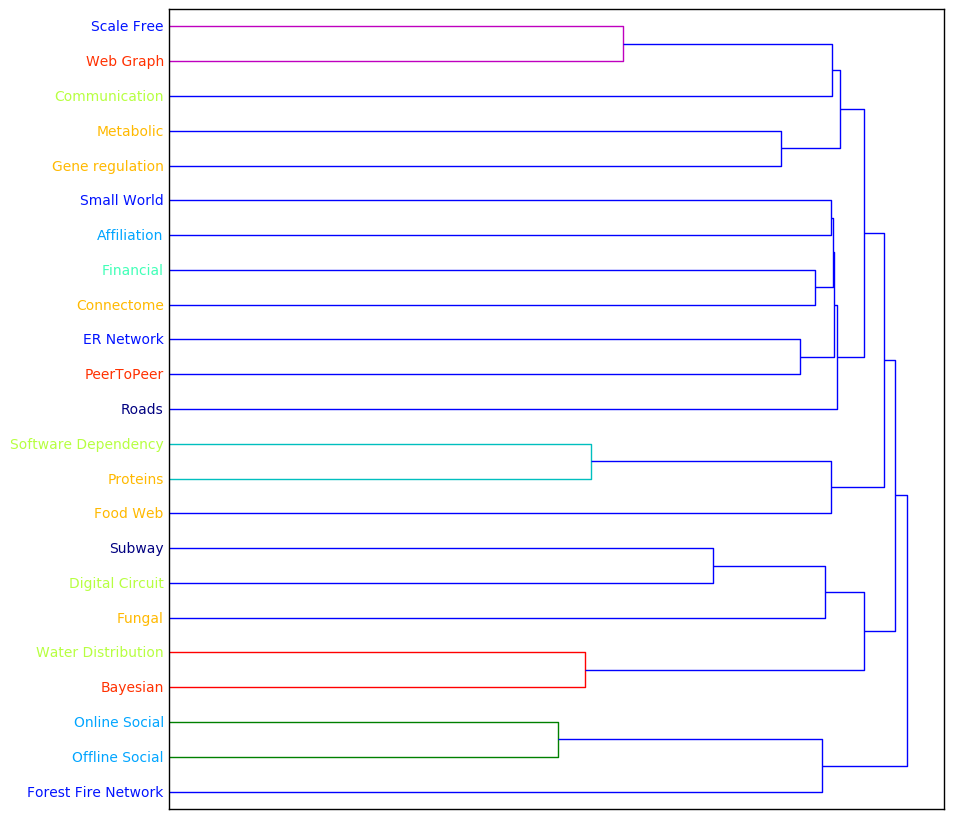 Scale Free
Web Graph
Communication
Metabolic
Gene regulation
Small World
Affiliation
Financial
Connectome
ER Network
PeerToPeer
Roads
Software Dependency
Proteins
Food Web
Subway
Digital Circuit
Fungal
Water Distribution
Bayesian
Online Social
Offline Social
Forest Fire Network